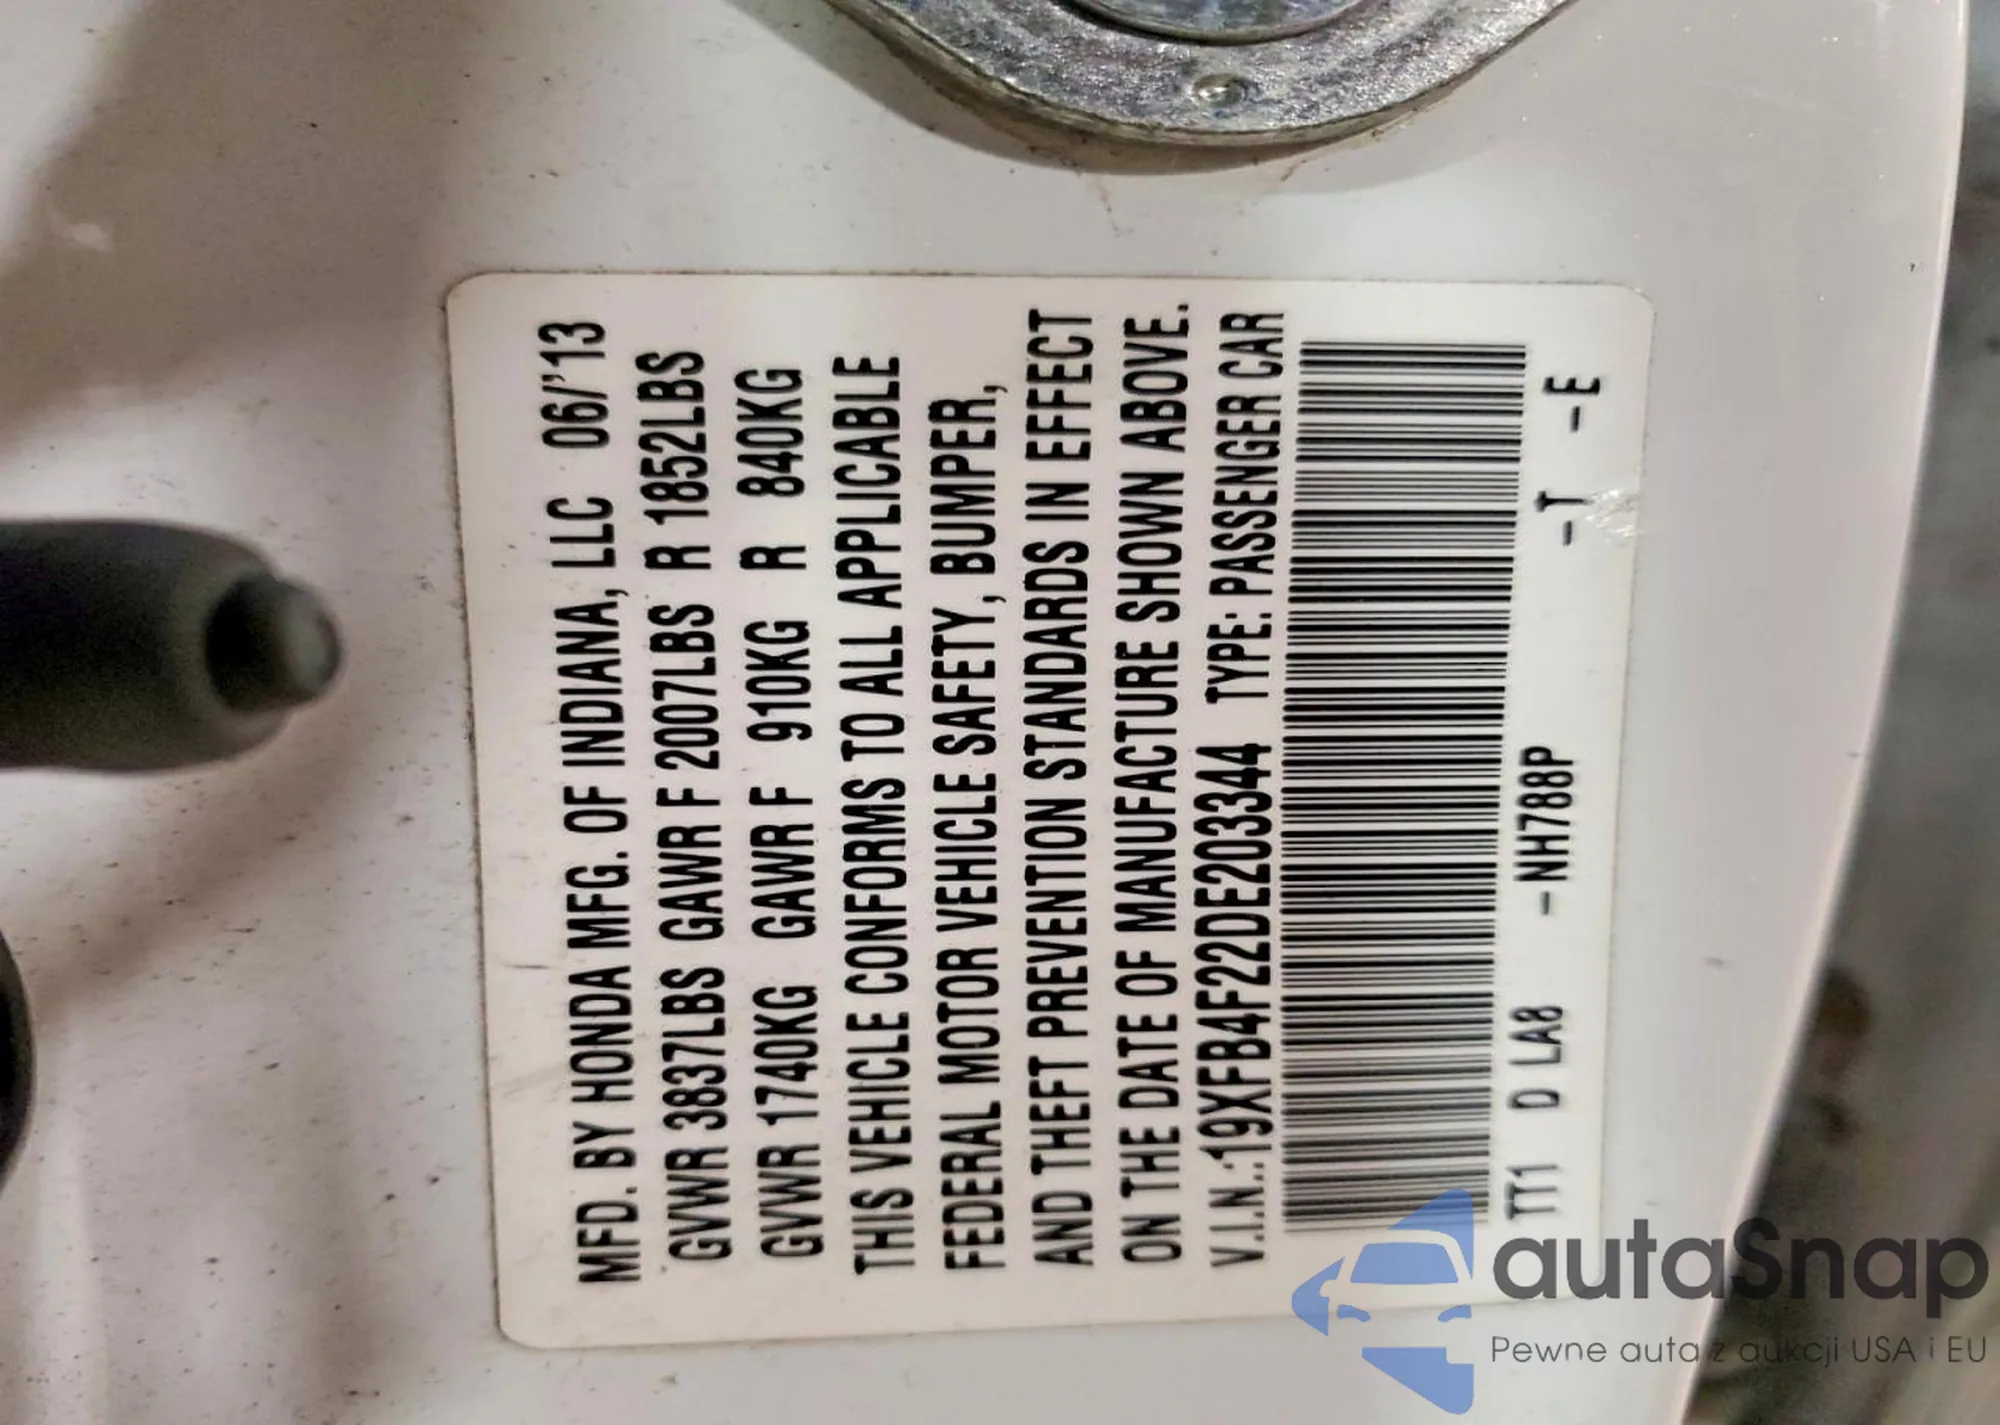 MFD. BY HONDA MFG. OF INDIANA, LLC 06/'13
GVWR 3837LBS GAWR F 2007LBS R 1852LBS
GVWR 1740KG GAWR F 910KG R 840KG
THIS VEHICLE CONFORMS TO ALL APPLICABLE
FEDERAL MOTOR VEHICLE SAFETY, BUMPER,
AND THEFT PREVENTION STANDARDS IN EFFECT
ON THE DATE OF MANUFACTURE SHOWN ABOVE.
V.I.N.:19XFB4F22DE203344 TYPE: PASSENGER CAR
TT1 D LA8 -NH788P -T -E
autaSnap
Pewne auta z aukcji USA i EU